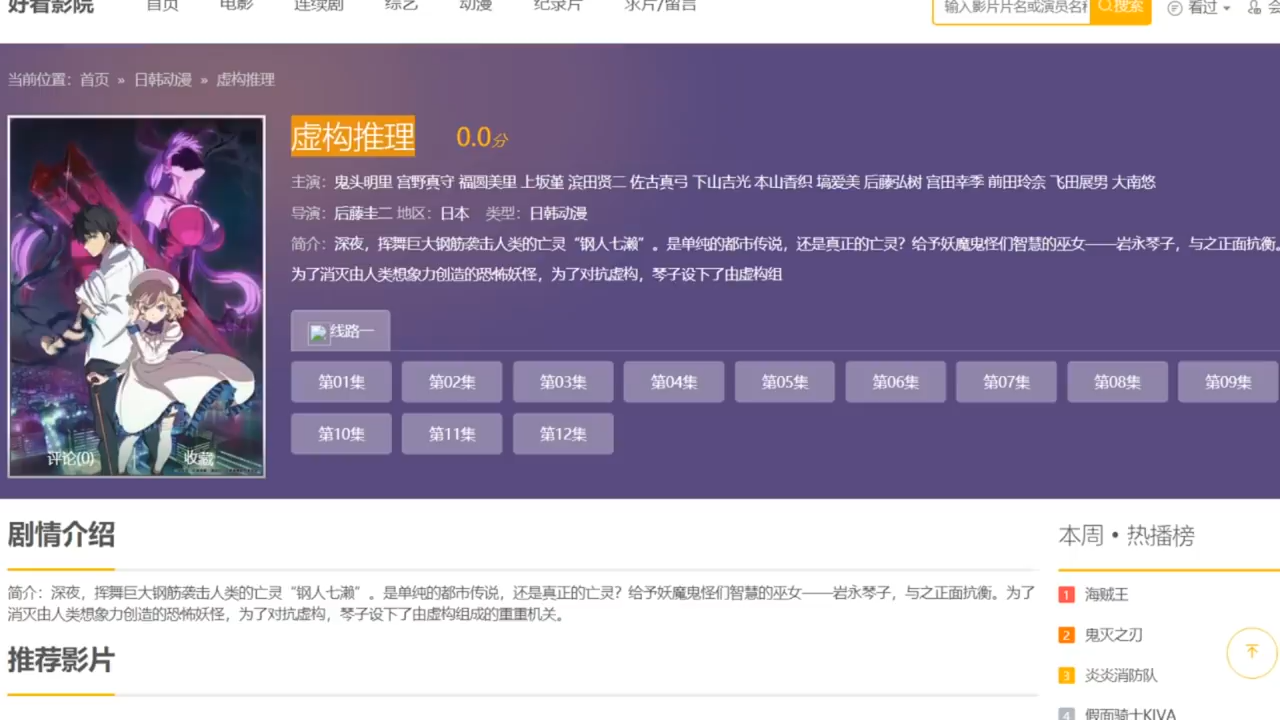 好看影院 首页 电影 连续剧 综艺 动漫 纪录片 求片/留言 输入影片片名或演员名称 搜索 看过
当前位置：首页 » 日韩动漫 » 虚构推理
虚构推理 0.0分
主演：鬼头明里 宫野真守 福圆美里 上坂堇 滨田贤二 佐古真弓 下山吉光 本山香织 塙爱美 后藤弘树 宫田幸季 前田玲奈 飞田展男 大南悠
导演：后藤圭二 地区：日本 类型：日韩动漫
简介：深夜，挥舞巨大钢筋袭击人类的亡灵“钢人七濑”。是单纯的都市传说，还是真正的亡灵？给予妖魔鬼怪们智慧的巫女——岩永琴子，与之正面抗衡。
为了消灭由人类想象力创造的恐怖妖怪，为了对抗虚构，琴子设下了由虚构组
线路一
第01集 第02集 第03集 第04集 第05集 第06集 第07集 第08集 第09集
第10集 第11集 第12集
评论(0) 收藏
剧情介绍
简介：深夜，挥舞巨大钢筋袭击人类的亡灵“钢人七濑”。是单纯的都市传说，还是真正的亡灵？给予妖魔鬼怪们智慧的巫女——岩永琴子，与之正面抗衡。为了
消灭由人类想象力创造的恐怖妖怪，为了对抗虚构，琴子设下了由虚构组成的重重机关。
推荐影片
本周·热播榜
1 海贼王
2 鬼灭之刃
3 炎炎消防队
4 假面骑士KIVA